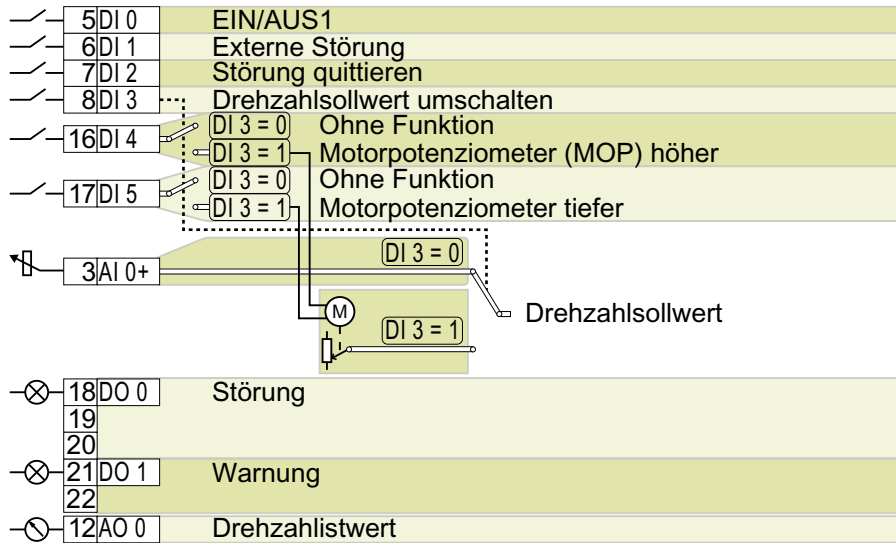 5 DI 0 EIN/AUS1
6 DI 1 Externe Störung
7 DI 2 Störung quittieren
8 DI 3 Drehzahlsollwert umschalten
16 DI 4 DI 3 = 0 Ohne Funktion
DI 3 = 1 Motorpotenziometer (MOP) höher
17 DI 5 DI 3 = 0 Ohne Funktion
DI 3 = 1 Motorpotenziometer tiefer
DI 3 = 0
3 AI 0+
M Drehzahlsollwert
DI 3 = 1
18 DO 0 Störung
19
20
21 DO 1 Warnung
22
12 AO 0 Drehzahlistwert